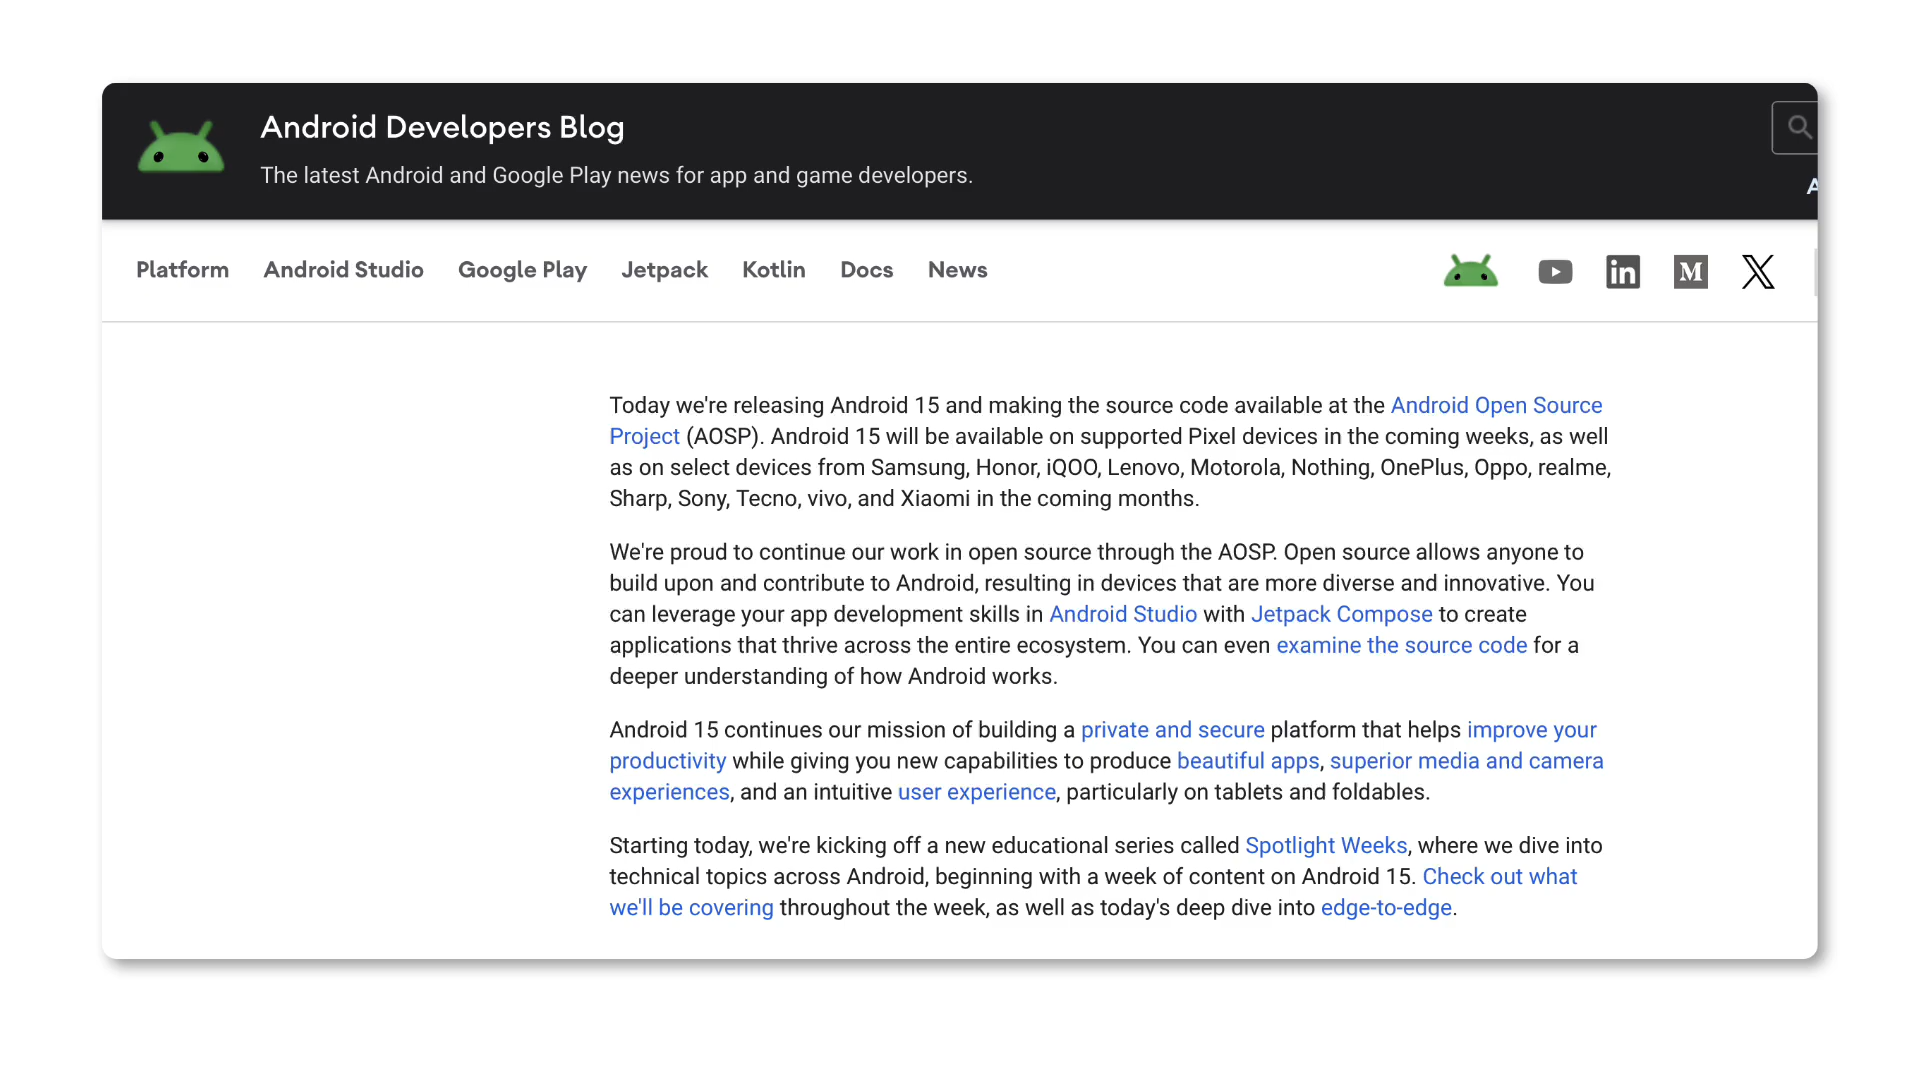 Android Developers Blog
The latest Android and Google Play news for app and game developers.
A
Platform Android Studio Google Play Jetpack Kotlin Docs News
in M X
Today we're releasing Android 15 and making the source code available at the Android Open Source
Project (AOSP). Android 15 will be available on supported Pixel devices in the coming weeks, as well
as on select devices from Samsung, Honor, iQOO, Lenovo, Motorola, Nothing, OnePlus, Oppo, realme,
Sharp, Sony, Tecno, vivo, and Xiaomi in the coming months.
We're proud to continue our work in open source through the AOSP. Open source allows anyone to
build upon and contribute to Android, resulting in devices that are more diverse and innovative. You
can leverage your app development skills in Android Studio with Jetpack Compose to create
applications that thrive across the entire ecosystem. You can even examine the source code for a
deeper understanding of how Android works.
Android 15 continues our mission of building a private and secure platform that helps improve your
productivity while giving you new capabilities to produce beautiful apps, superior media and camera
experiences, and an intuitive user experience, particularly on tablets and foldables.
Starting today, we're kicking off a new educational series called Spotlight Weeks, where we dive into
technical topics across Android, beginning with a week of content on Android 15. Check out what
we'll be covering throughout the week, as well as today's deep dive into edge-to-edge.